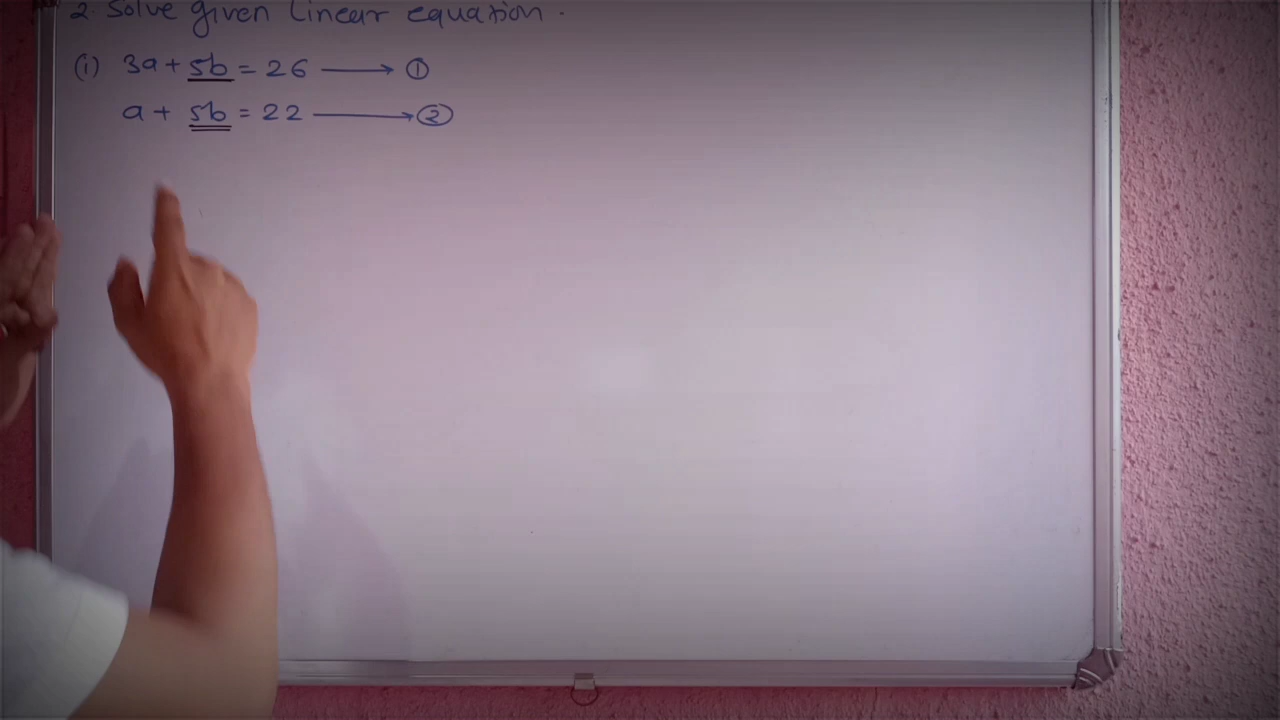 2. Solve given Linear equation.
(i) 3a + 5b = 26 ⟶ ①
a + 5b = 22 ⟶ ②